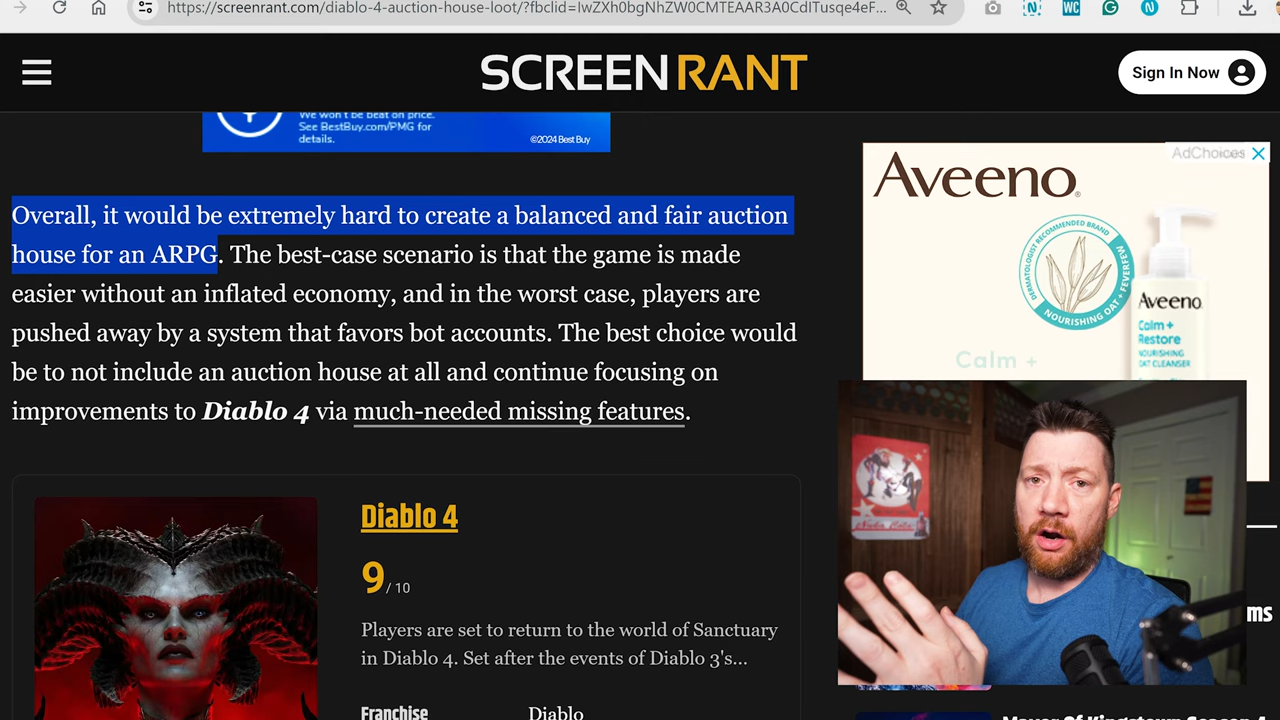 https://screenrant.com/diablo-4-auction-house-loot/?fbclid=IwZXh0bgNhZW0CMTEAAR3A0CdITusqe4eF...
WC
SCREENRANT
Sign In Now
We won't be beat on price.
See BestBuy.com/PMG for
details.
©2024 Best Buy
AdChoices
Overall, it would be extremely hard to create a balanced and fair auction
house for an ARPG. The best-case scenario is that the game is made
easier without an inflated economy, and in the worst case, players are
pushed away by a system that favors bot accounts. The best choice would
be to not include an auction house at all and continue focusing on
improvements to Diablo 4 via much-needed missing features.
Aveeno®
DERMATOLOGIST RECOMMENDED BRAND
NOURISHING OAT + FEVERFEW
Aveeno
Calm +
Restore
NOURISHING
OAT CLEANSER
Calm +
Diablo 4
9/10
Players are set to return to the world of Sanctuary
in Diablo 4. Set after the events of Diablo 3's...
Franchise
Diablo
ms